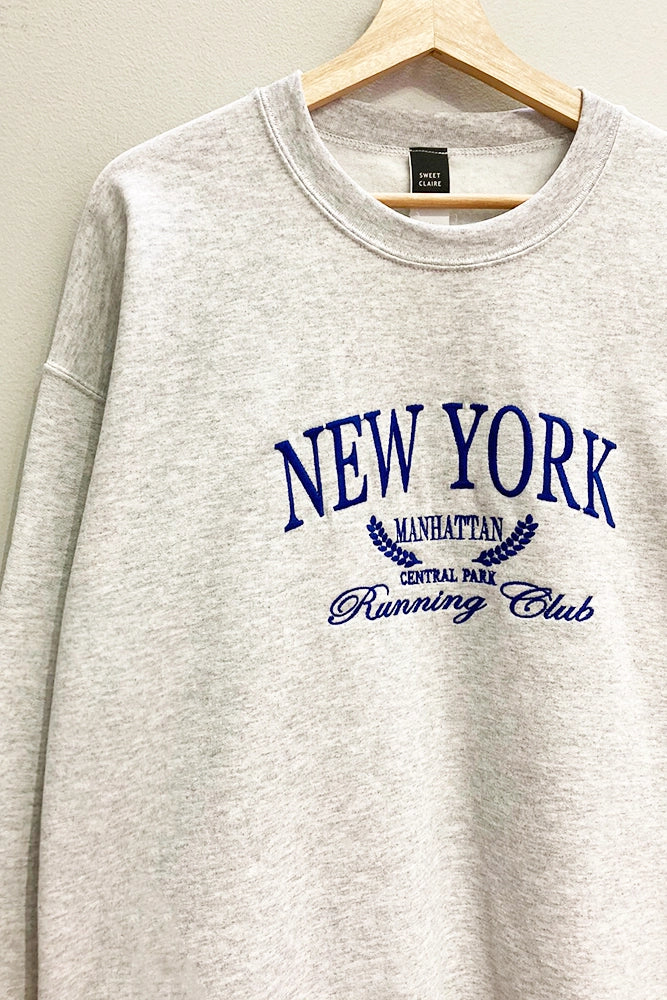 SWEET
CLAIRE
NEW YORK
MANHATTAN
CENTRAL PARK
Running Club